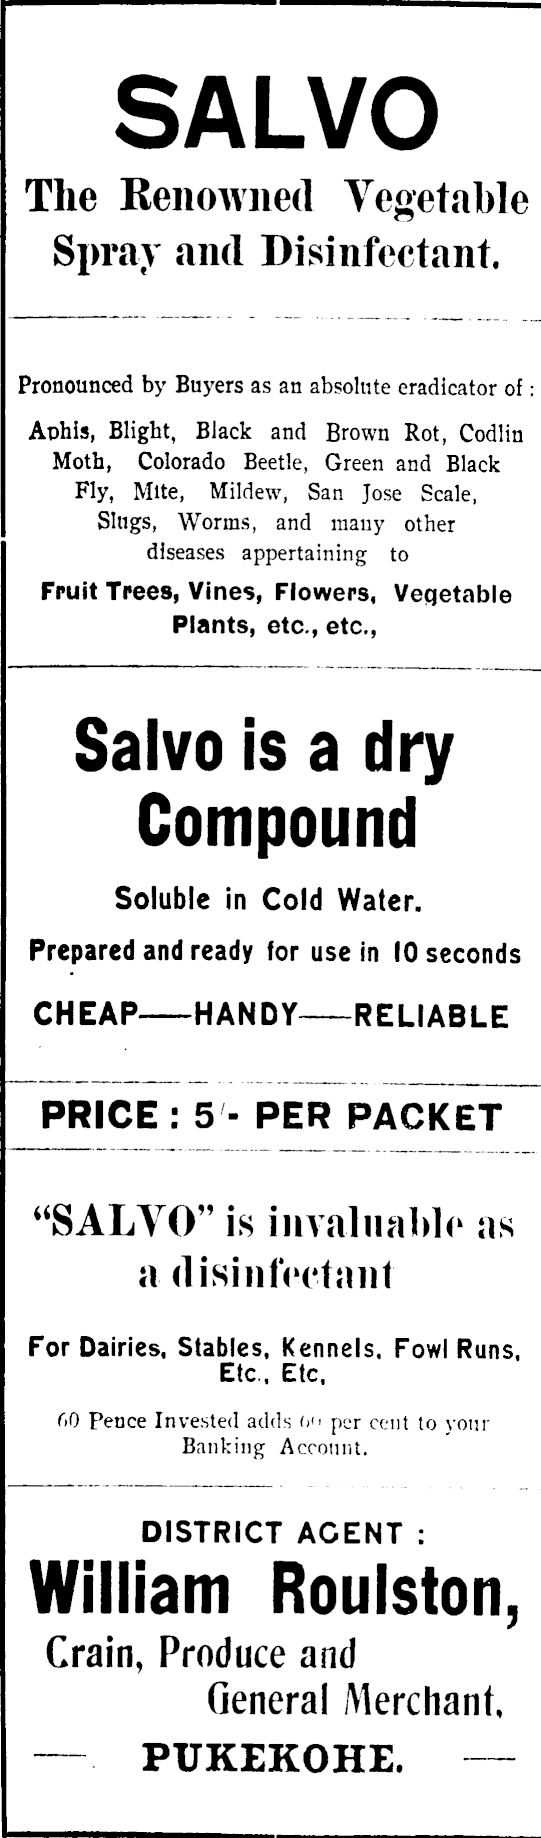 SALVO
The Renowned Vegetable
Spray and Disinfectant.
Pronounced by Buyers as an absolute eradicator of :
Aphis, Blight, Black and Brown Rot, Codlin
Moth, Colorado Beetle, Green and Black
Fly, Mite, Mildew, San Jose Scale,
Slugs, Worms, and many other
diseases appertaining to
Fruit Trees, Vines, Flowers, Vegetable
Plants, etc., etc.,
Salvo is a dry
Compound
Soluble in Cold Water.
Prepared and ready for use in 10 seconds
CHEAP—HANDY—RELIABLE
PRICE : 5/- PER PACKET
“SALVO” is invaluable as
a disinfectant
For Dairies, Stables, Kennels, Fowl Runs,
Etc., Etc,
60 Pence Invested adds 60 per cent to your
Banking Account.
DISTRICT AGENT :
William Roulston,
Grain, Produce and
General Merchant,
— PUKEKOHE. —